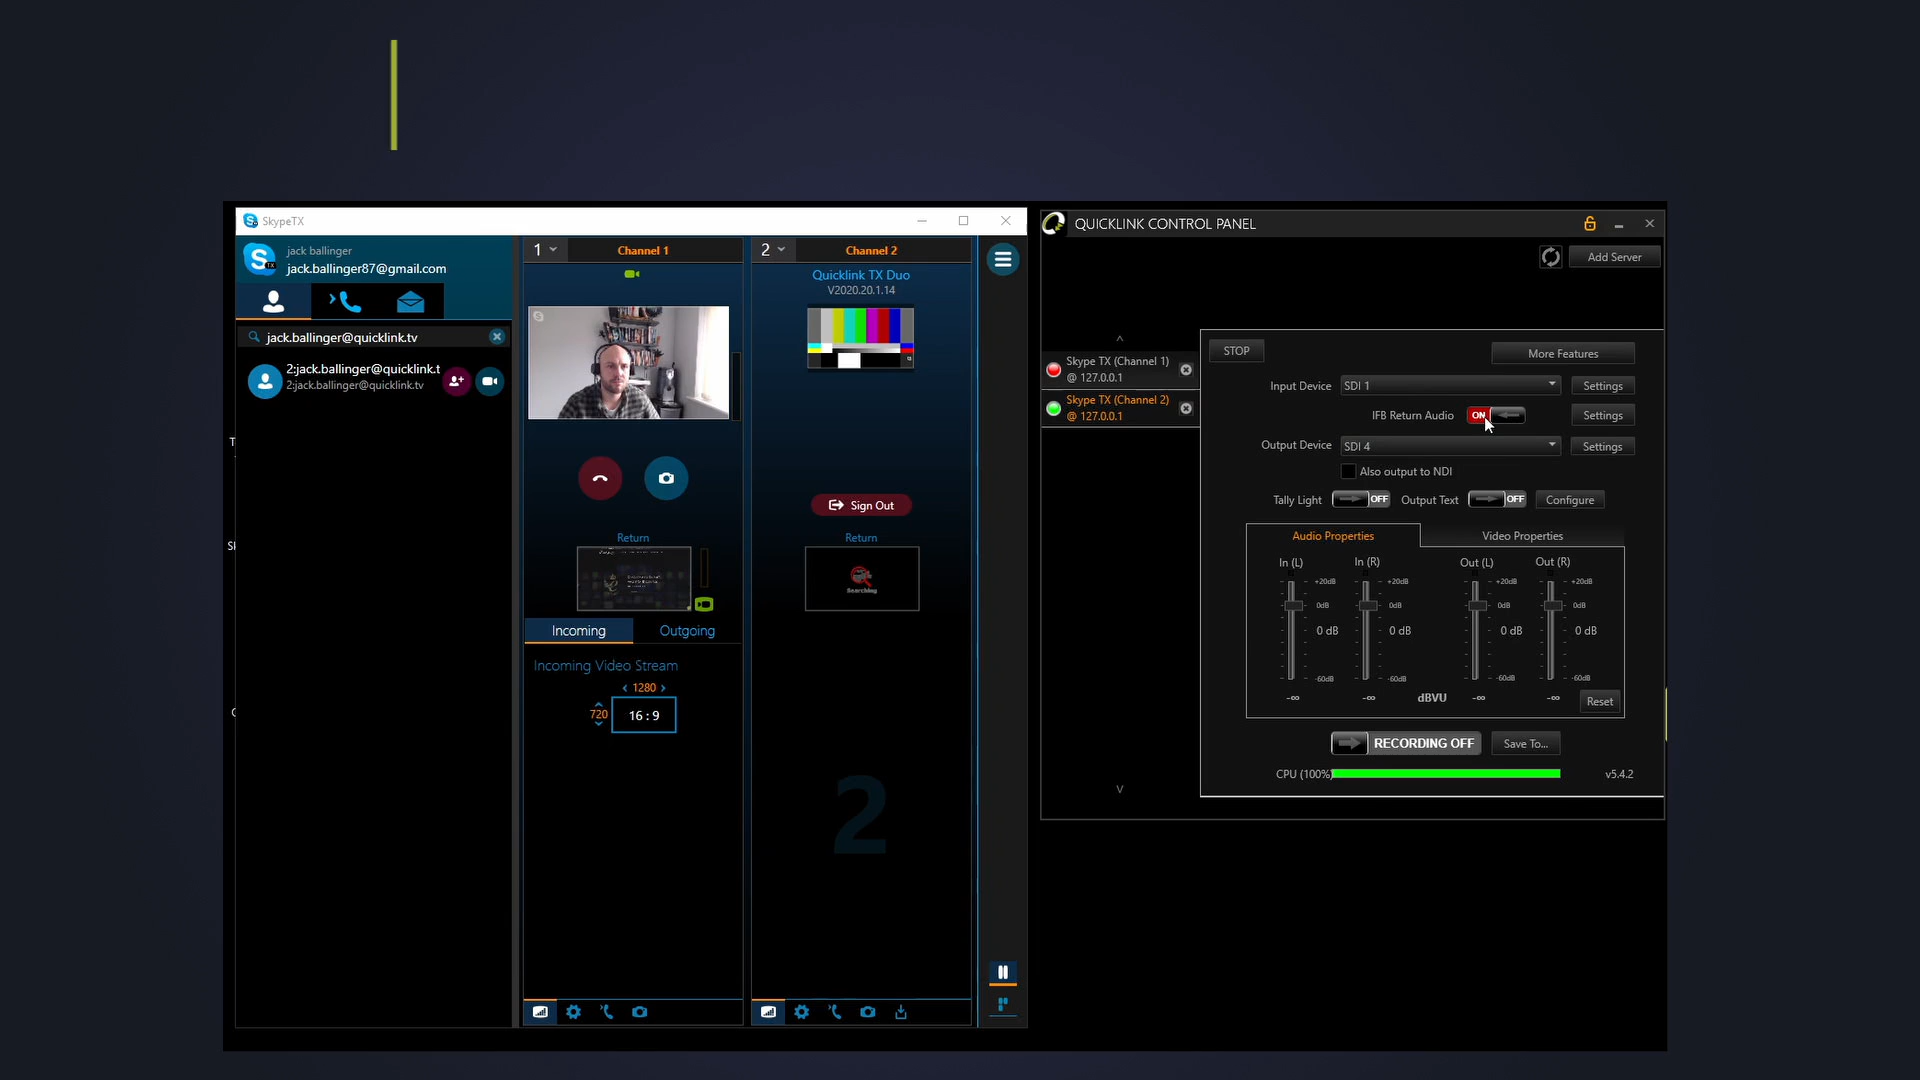 SkypeTX
jack ballinger
jack.ballinger87@gmail.com
jack.ballinger@quicklink.tv
2:jack.ballinger@quicklink.t
2:jack.ballinger@quicklink.tv
1
Channel 1
Return
Incoming
Outgoing
Incoming Video Stream
1280
720
16:9
2
Channel 2
Quicklink TX Duo
V2020.20.1.14
Sign Out
Return
Searching
2
QUICKLINK CONTROL PANEL
Add Server
Skype TX (Channel 1)
@ 127.0.0.1
Skype TX (Channel 2)
@ 127.0.0.1
STOP
More Features
Input Device SDI 1 Settings
IFB Return Audio ON Settings
Output Device SDI 4 Settings
Also output to NDI
Tally Light OFF Output Text OFF Configure
Audio Properties Video Properties
In (L) In (R) Out (L) Out (R)
+20dB +20dB +20dB +20dB
0dB 0dB 0dB 0dB
0 dB 0 dB 0 dB 0 dB
-60dB -60dB -60dB -60dB
-∞ -∞ dBVU -∞ -∞
Reset
RECORDING OFF Save To...
CPU (100%) v5.4.2